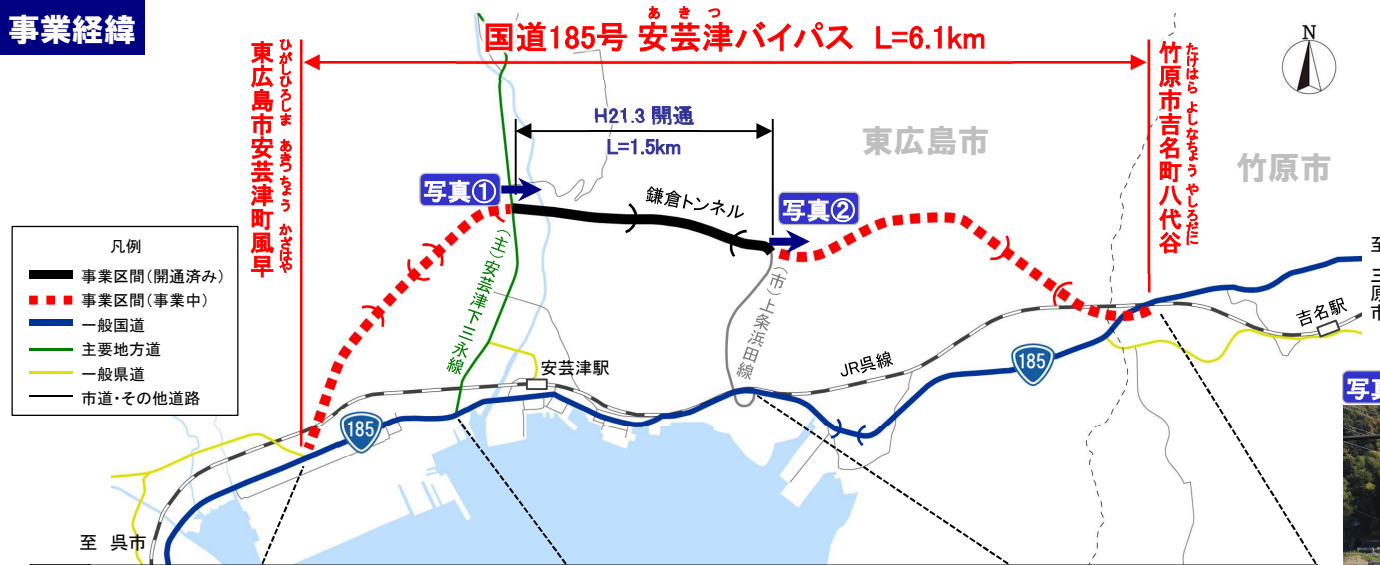 事業経緯
あきつ
国道185号 安芸津バイパス L=6.1km
ひがしひろしま あきつちょう かざはや
東広島市安芸津町風早
たけはら よしなちょう やしろだに
竹原市吉名町八代谷
N
H21.3 開通
L=1.5km
東広島市
竹原市
写真①
鎌倉トンネル
写真②
凡例
事業区間(開通済み)
事業区間(事業中)
一般国道
主要地方道
一般県道
市道・その他道路
(主)安芸津下三永線
(市)上条浜田線
至 三原市
吉名駅
JR呉線
185
安芸津駅
185
写真
至 呉市